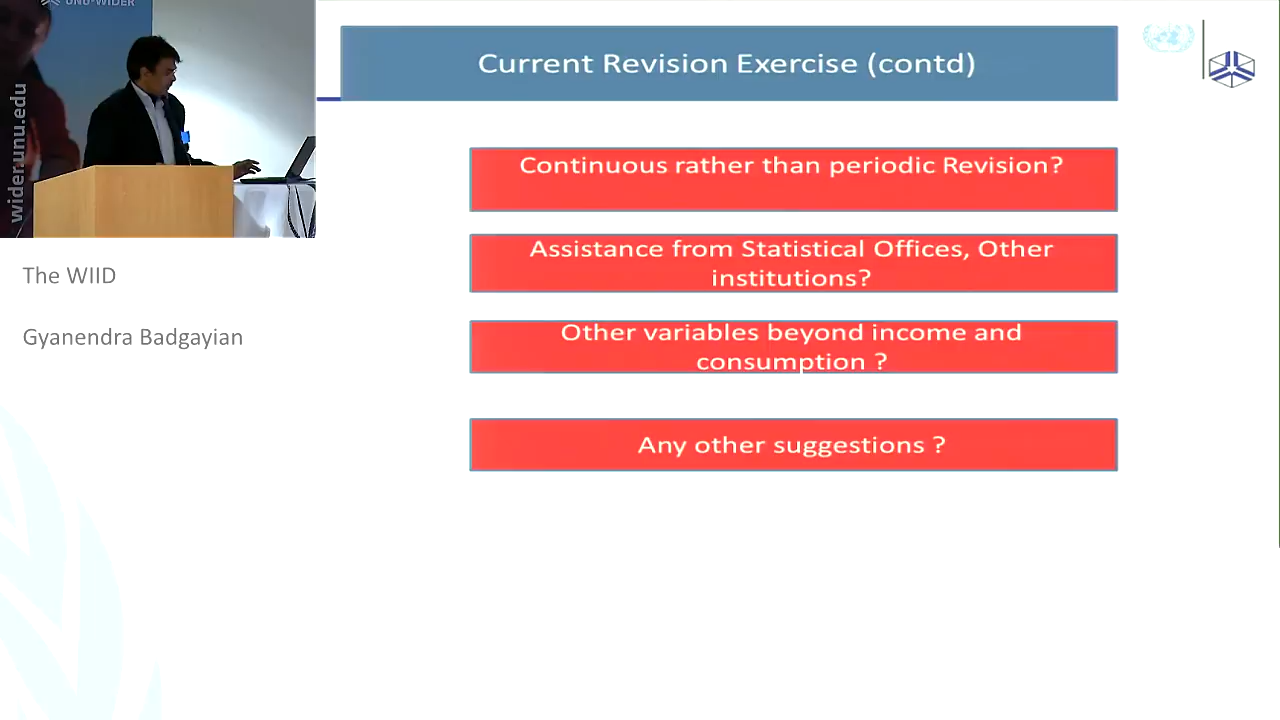 UNU-WIDER
wider.unu.edu
The WIID
Gyanendra Badgayian
Current Revision Exercise (contd)
Continuous rather than periodic Revision?
Assistance from Statistical Offices, Other
institutions?
Other variables beyond income and
consumption ?
Any other suggestions ?